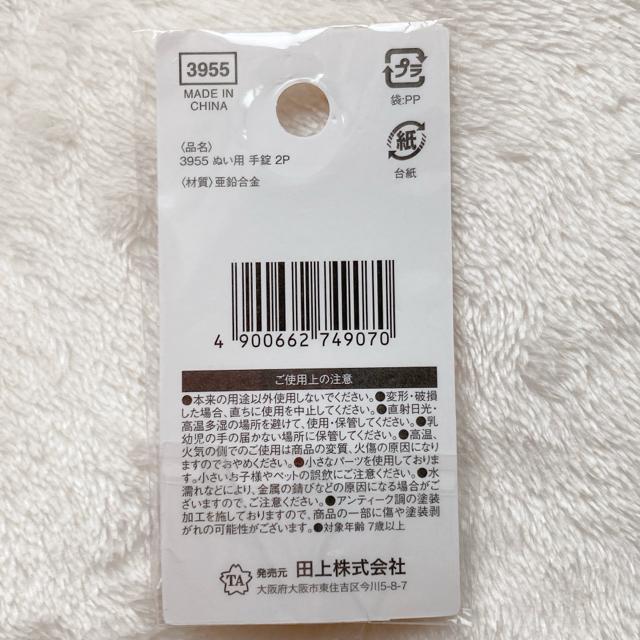 3955
MADE IN
CHINA
プラ
袋:PP
紙
台紙
〈品名〉
3955 ぬい用 手錠 2P
〈材質〉亜鉛合金
4 900662 749070
ご使用上の注意
●本来の用途以外使用しないでください。●変形・破損
した場合、直ちに使用を中止してください。●直射日光・
高温多湿の場所を避けて、使用・保管してください。●乳
幼児の手の届かない場所に保管してください。●高温、
火気の側でのご使用は商品の変質、火傷の原因になり
ますのでおやめください。●小さなパーツを使用しておりま
す。小さいお子様やペットの誤飲にご注意ください。●水
濡れなどにより、金属の錆びなどの原因になる場合がご
ざいますので、ご注意ください。●アンティーク調の塗装
加工を施しておりますので、商品の一部に傷や塗装剥
がれの可能性がございます。●対象年齢 7歳以上
TA 発売元 田上株式会社
大阪府大阪市東住吉区今川5-8-7